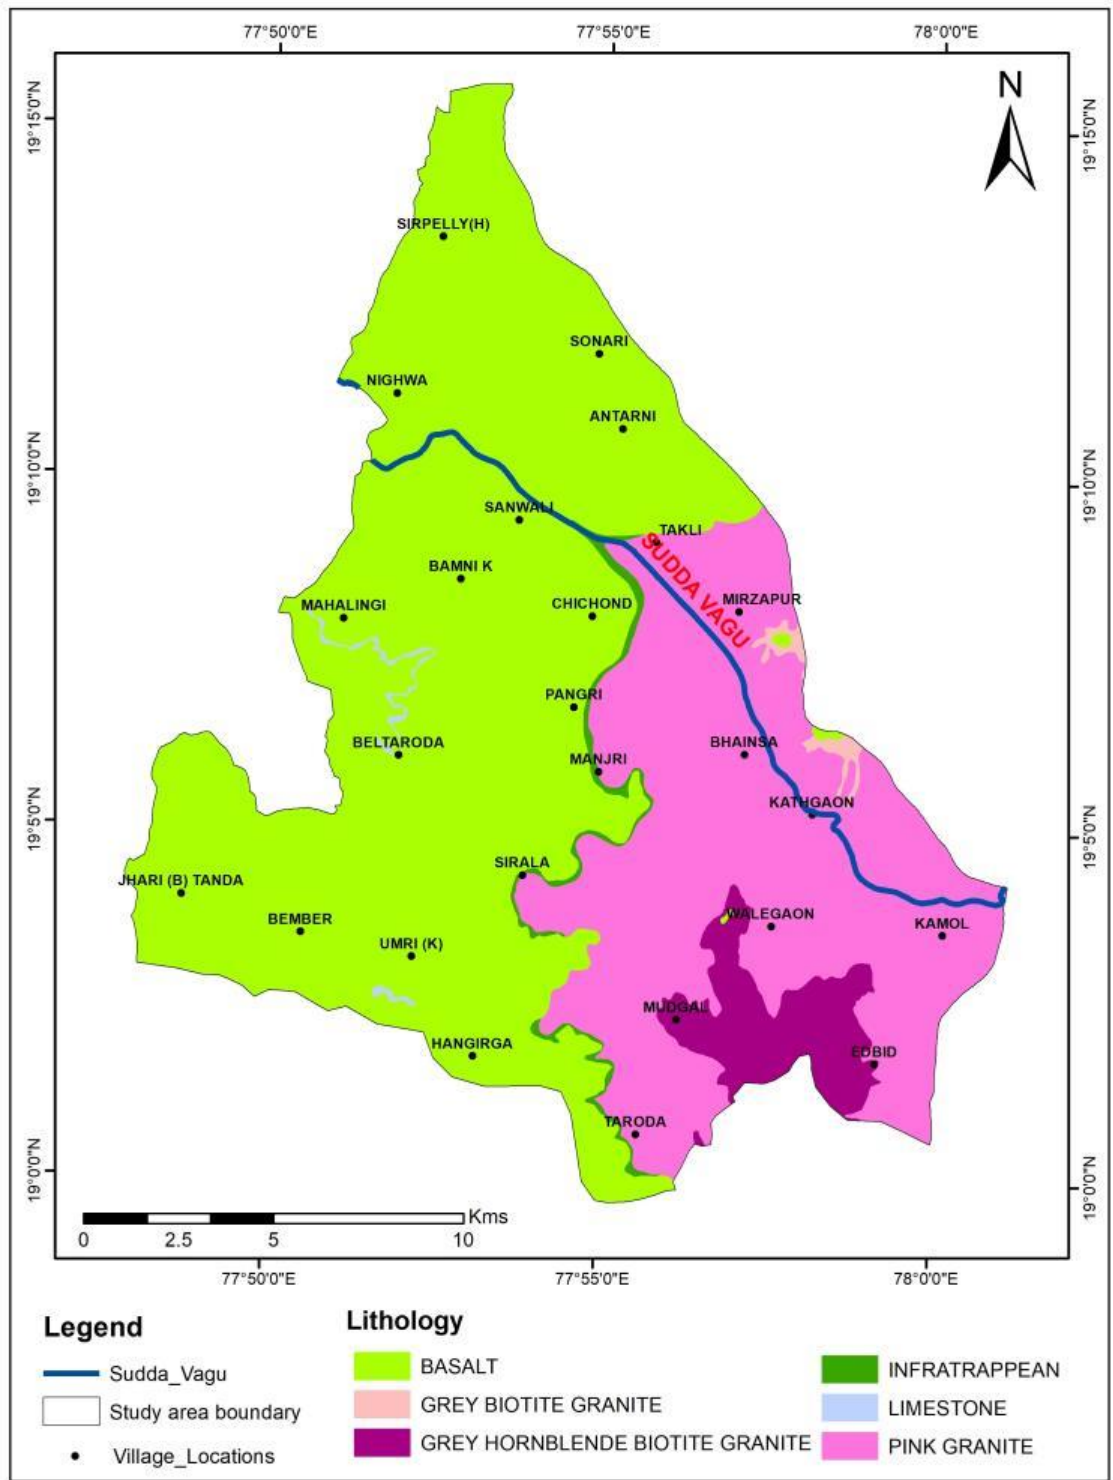 77°50'0"E 77°55'0"E 78°0'0"E
N
19°15'0"N 19°15'0"N
SIRPELLY(H)
SONARI
NIGHWA
ANTARNI
19°10'0"N 19°10'0"N
SANWALI
TAKLI
SUDDA VAGU
BAMNI K
MAHALINGI CHICHOND MIRZAPUR
PANGRI
BELTARODA BHAINSA
MANJRI
KATHGAON
19°5'0"N 19°5'0"N
SIRALA
JHARI (B) TANDA
BEMBER WALEGAON KAMOL
UMRI (K)
MUDGAL
HANGIRGA EDBID
TARODA
19°0'0"N 19°0'0"N
Kms
0 2.5 5 10
77°50'0"E 77°55'0"E 78°0'0"E
Legend
Sudda_Vagu
Study area boundary
Village_Locations
Lithology
BASALT
GREY BIOTITE GRANITE
GREY HORNBLENDE BIOTITE GRANITE
INFRATRAPPEAN
LIMESTONE
PINK GRANITE